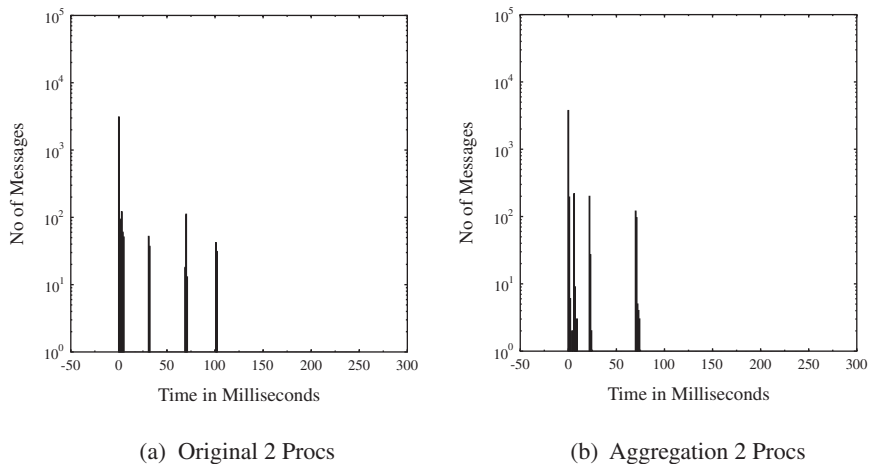 10^5
10^4
10^3
10^2
10^1
10^0
No of Messages
-50 0 50 100 150 200 250 300
Time in Milliseconds
(a) Original 2 Procs
10^5
10^4
10^3
10^2
10^1
10^0
No of Messages
-50 0 50 100 150 200 250 300
Time in Milliseconds
(b) Aggregation 2 Procs